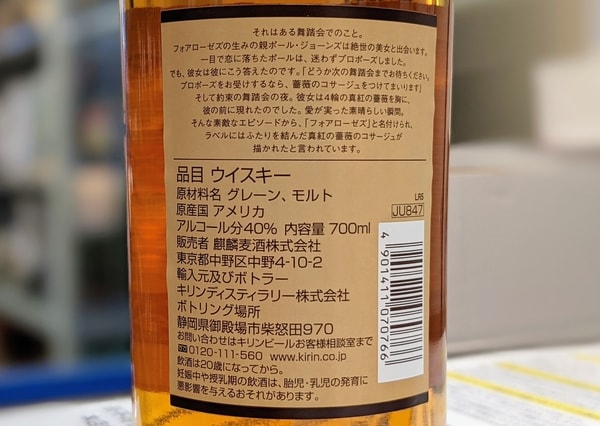 それはある舞踏会でのこと。
フォアローゼズの生みの親ポール・ジョーンズは絶世の美女と出会います。
一目で恋に落ちたポールは、迷わずプロポーズしました。
でも、彼女は彼にこう答えたのです。「どうか次の舞踏会までお待ちください。
プロポーズをお受けするなら、薔薇のコサージュをつけてまいります」
そして約束の舞踏会の夜。彼女は4輪の真紅の薔薇を胸に、
彼の前に現れたのでした。愛が実った素晴らしい瞬間。
そんな素敵なエピソードから、「フォアローゼズ」と名付けられ、
ラベルにはふたりを結んだ真紅の薔薇のコサージュが
描かれたと言われています。
品目 ウイスキー
原材料名 グレーン、モルト
原産国 アメリカ
アルコール分40% 内容量 700ml
販売者 麒麟麦酒株式会社
東京都中野区中野4-10-2
輸入元及びボトラー
キリンディスティラリー株式会社
ボトリング場所
静岡県御殿場市柴怒田970
お問い合わせはキリンビールお客様相談室まで
0120-111-560 www.kirin.co.jp
飲酒は20歳になってから。
妊娠中や授乳期の飲酒は、胎児・乳児の発育に
悪影響を与えるおそれがあります。
LR5
JU847
4 901411 070766